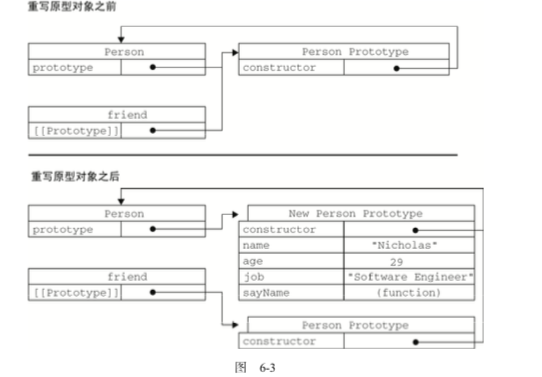 重写原型对象之前
Person
prototype
Person Prototype
constructor
friend
[[Prototype]]
重写原型对象之后
Person
prototype
New Person Prototype
constructor
name "Nicholas"
age 29
job "Software Engineer"
sayName (function)
friend
[[Prototype]]
Person Prototype
constructor
图 6-3